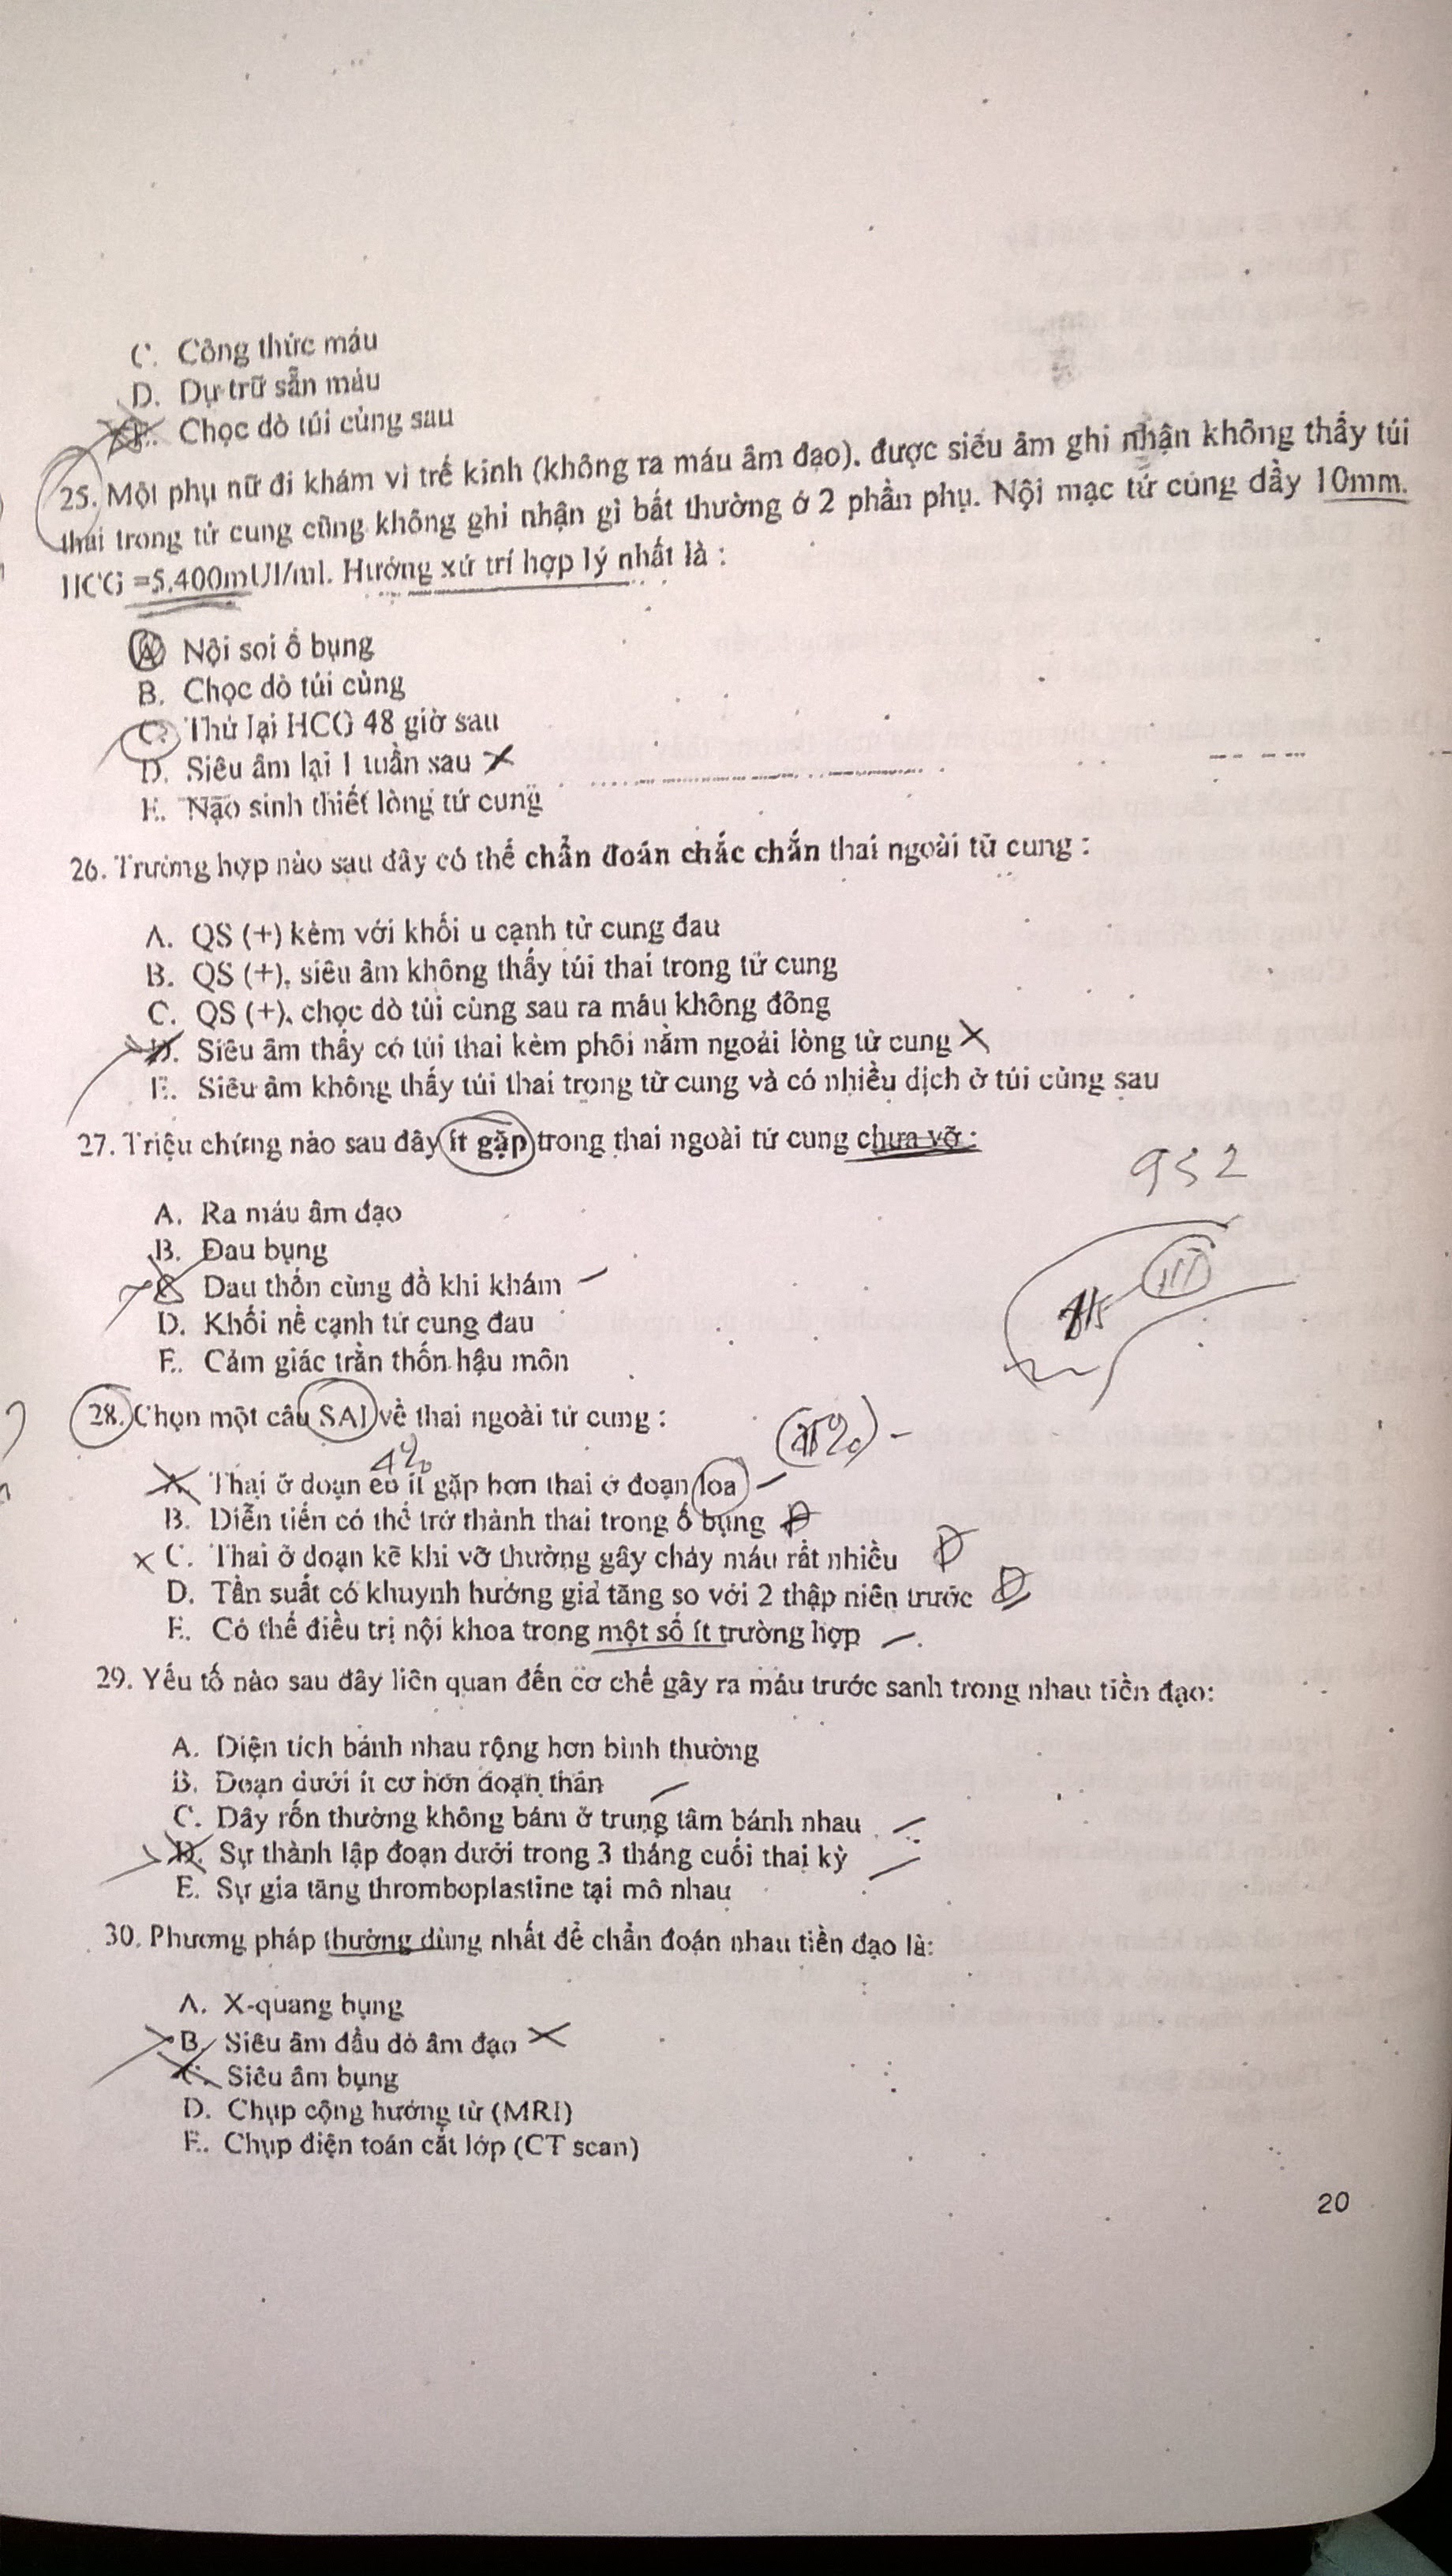 C. Công thức máu
D. Dự trữ sẵn máu
E. Chọc dò túi cùng sau
25. Một phụ nữ đi khám vì trễ kinh (không ra máu âm đạo), được siêu âm ghi nhận không thấy túi
thai trong tử cung cũng không ghi nhận gì bất thường ở 2 phần phụ. Nội mạc tử cung dầy 10mm.
HCG =5.400mUI/ml. Hướng xử trí hợp lý nhất là :
A. Nội soi ổ bụng
B. Chọc dò túi cùng
C. Thử lại HCG 48 giờ sau
D. Siêu âm lại 1 tuần sau
E. Nạo sinh thiết lòng tử cung
26. Trường hợp nào sau đây có thể chẩn đoán chắc chắn thai ngoài tử cung :
A. QS (+) kèm với khối u cạnh tử cung đau
B. QS (+), siêu âm không thấy túi thai trong tử cung
C. QS (+), chọc dò túi cùng sau ra máu không đông
D. Siêu âm thấy có túi thai kèm phôi nằm ngoài lòng tử cung
E. Siêu âm không thấy túi thai trong tử cung và có nhiều dịch ở túi cùng sau
27. Triệu chứng nào sau đây ít gặp trong thai ngoài tử cung chưa vỡ :
952
A. Ra máu âm đạo
B. Đau bụng
C. Đau thốn cùng đồ khi khám
D. Khối nề cạnh tử cung đau
E. Cảm giác trằn thốn hậu môn
28. Chọn một câu SAI về thai ngoài tử cung :
4%
A. Thai ở đoạn eo ít gặp hơn thai ở đoạn loa
B. Diễn tiến có thể trở thành thai trong ổ bụng Đ
C. Thai ở đoạn kẽ khi vỡ thường gây chảy máu rất nhiều Đ
D. Tần suất có khuynh hướng gia tăng so với 2 thập niên trước Đ
E. Có thể điều trị nội khoa trong một số ít trường hợp
29. Yếu tố nào sau đây liên quan đến cơ chế gây ra máu trước sanh trong nhau tiền đạo:
A. Diện tích bánh nhau rộng hơn bình thường
B. Đoạn dưới ít cơ hơn đoạn thân
C. Dây rốn thường không bám ở trung tâm bánh nhau
D. Sự thành lập đoạn dưới trong 3 tháng cuối thai kỳ
E. Sự gia tăng thromboplastine tại mô nhau
30. Phương pháp thường dùng nhất để chẩn đoán nhau tiền đạo là:
A. X-quang bụng
B. Siêu âm đầu dò âm đạo
C. Siêu âm bụng
D. Chụp cộng hưởng từ (MRI)
E. Chụp điện toán cắt lớp (CT scan)
20